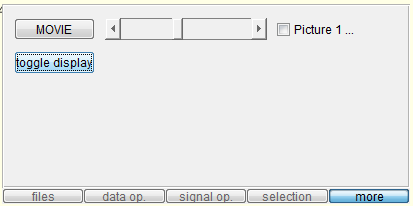 MOVIE
Picture 1 ...
toggle display
files
data op.
signal op.
selection
more